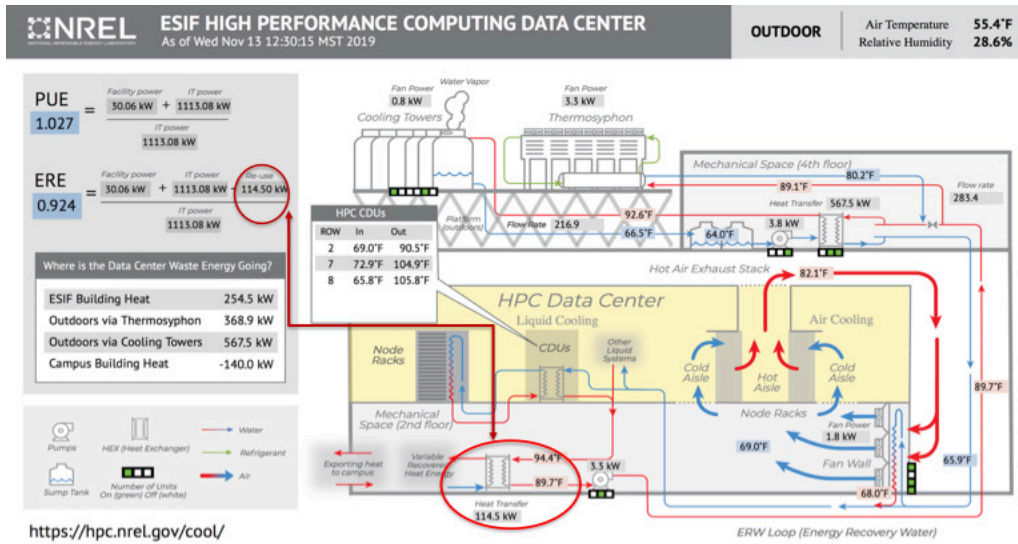 NREL
NATIONAL RENEWABLE ENERGY LABORATORY
ESIF HIGH PERFORMANCE COMPUTING DATA CENTER
As of Wed Nov 13 12:30:15 MST 2019
OUTDOOR
Air Temperature 55.4°F
Relative Humidity 28.6%
PUE
1.027
=
Facility power IT power
30.06 kW + 1113.08 kW
IT power
1113.08 kW
ERE
0.924
=
Facility power IT power Re-use
30.06 kW + 1113.08 kW - 114.50 kW
IT power
1113.08 kW
Where is the Data Center Waste Energy Going?
ESIF Building Heat 254.5 kW
Outdoors via Thermosyphon 368.9 kW
Outdoors via Cooling Towers 567.5 kW
Campus Building Heat -140.0 kW
Pumps
HEX (Heat Exchanger)
Water
Refrigerant
Air
Sump Tank
Number of Units
On (green) Off (white)
https://hpc.nrel.gov/cool/
Fan Power
0.8 kW
Water Vapor
Cooling Towers
Fan Power
3.3 kW
Thermosyphon
Mechanical Space (4th floor)
80.2°F
89.1°F
Flow rate
283.4
Heat Transfer 567.5 kW
92.6°F
3.8 kW
Platform
(outdoors)
Flow Rate 216.9
66.5°F
64.0°F
HPC CDUs
ROW In Out
2 69.0°F 90.5°F
7 72.9°F 104.9°F
8 65.8°F 105.8°F
Hot Air Exhaust Stack
82.1°F
HPC Data Center
Liquid Cooling
Air Cooling
Node
Racks
CDUs
Other
Liquid
Systems
Cold
Aisle
Hot
Aisle
Cold
Aisle
89.7°F
Mechanical
Space (2nd floor)
Node Racks
Fan Power
1.8 kW
69.0°F
Fan Wall
65.9°F
68.0°F
Exporting heat
to campus
Variable
Recovered
Heat Energy
94.4°F
89.7°F
3.3 kW
Heat Transfer
114.5 kW
ERW Loop (Energy Recovery Water)